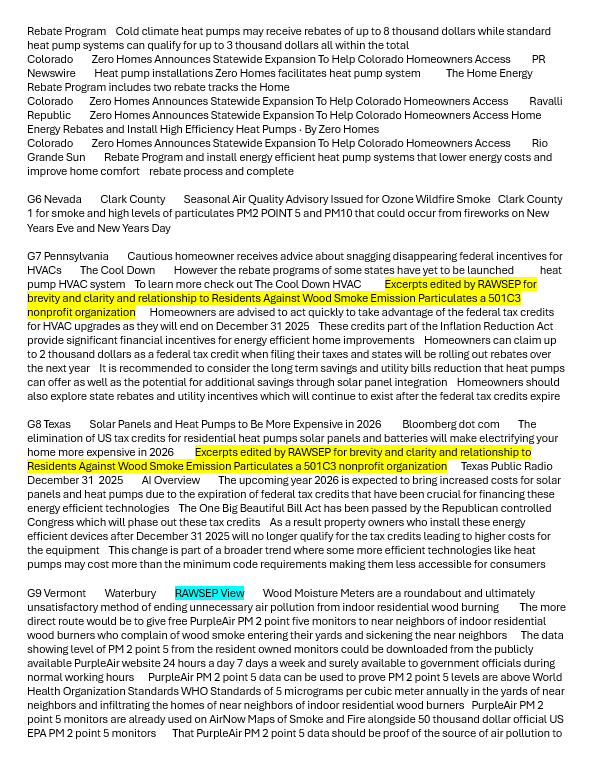 Rebate Program Cold climate heat pumps may receive rebates of up to 8 thousand dollars while standard
heat pump systems can qualify for up to 3 thousand dollars all within the total
Colorado Zero Homes Announces Statewide Expansion To Help Colorado Homeowners Access PR
Newswire Heat pump installations Zero Homes facilitates heat pump system The Home Energy
Rebate Program includes two rebate tracks the Home
Colorado Zero Homes Announces Statewide Expansion To Help Colorado Homeowners Access Ravalli
Republic Zero Homes Announces Statewide Expansion To Help Colorado Homeowners Access Home
Energy Rebates and Install High Efficiency Heat Pumps · By Zero Homes
Colorado Zero Homes Announces Statewide Expansion To Help Colorado Homeowners Access Rio
Grande Sun Rebate Program and install energy efficient heat pump systems that lower energy costs and
improve home comfort rebate process and complete
G6 Nevada Clark County Seasonal Air Quality Advisory Issued for Ozone Wildfire Smoke Clark County
1 for smoke and high levels of particulates PM2 POINT 5 and PM10 that could occur from fireworks on New
Years Eve and New Years Day
G7 Pennsylvania Cautious homeowner receives advice about snagging disappearing federal incentives for
HVACs The Cool Down However the rebate programs of some states have yet to be launched heat
pump HVAC system To learn more check out The Cool Down HVAC Excerpts edited by RAWSEP for
brevity and clarity and relationship to Residents Against Wood Smoke Emission Particulates a 501C3
nonprofit organization Homeowners are advised to act quickly to take advantage of the federal tax credits
for HVAC upgrades as they will end on December 31 2025 These credits part of the Inflation Reduction Act
provide significant financial incentives for energy efficient home improvements Homeowners can claim up
to 2 thousand dollars as a federal tax credit when filing their taxes and states will be rolling out rebates over
the next year It is recommended to consider the long term savings and utility bills reduction that heat pumps
can offer as well as the potential for additional savings through solar panel integration Homeowners should
also explore state rebates and utility incentives which will continue to exist after the federal tax credits expire
G8 Texas Solar Panels and Heat Pumps to Be More Expensive in 2026 Bloomberg dot com The
elimination of US tax credits for residential heat pumps solar panels and batteries will make electrifying your
home more expensive in 2026 Excerpts edited by RAWSEP for brevity and clarity and relationship to
Residents Against Wood Smoke Emission Particulates a 501C3 nonprofit organization Texas Public Radio
December 31 2025 AI Overview The upcoming year 2026 is expected to bring increased costs for solar
panels and heat pumps due to the expiration of federal tax credits that have been crucial for financing these
energy efficient technologies The One Big Beautiful Bill Act has been passed by the Republican controlled
Congress which will phase out these tax credits As a result property owners who install these energy
efficient devices after December 31 2025 will no longer qualify for the tax credits leading to higher costs for
the equipment This change is part of a broader trend where some more efficient technologies like heat
pumps may cost more than the minimum code requirements making them less accessible for consumers
G9 Vermont Waterbury RAWSEP View Wood Moisture Meters are a roundabout and ultimately
unsatisfactory method of ending unnecessary air pollution from indoor residential wood burning The more
direct route would be to give free PurpleAir PM 2 point five monitors to near neighbors of indoor residential
wood burners who complain of wood smoke entering their yards and sickening the near neighbors The data
showing level of PM 2 point 5 from the resident owned monitors could be downloaded from the publicly
available PurpleAir website 24 hours a day 7 days a week and surely available to government officials during
normal working hours PurpleAir PM 2 point 5 data can be used to prove PM 2 point 5 levels are above World
Health Organization Standards WHO Standards of 5 micrograms per cubic meter annually in the yards of near
neighbors and infiltrating the homes of near neighbors of indoor residential wood burners PurpleAir PM 2
point 5 monitors are already used on AirNow Maps of Smoke and Fire alongside 50 thousand dollar official US
EPA PM 2 point 5 monitors That PurpleAir PM 2 point 5 data should be proof of the source of air pollution to